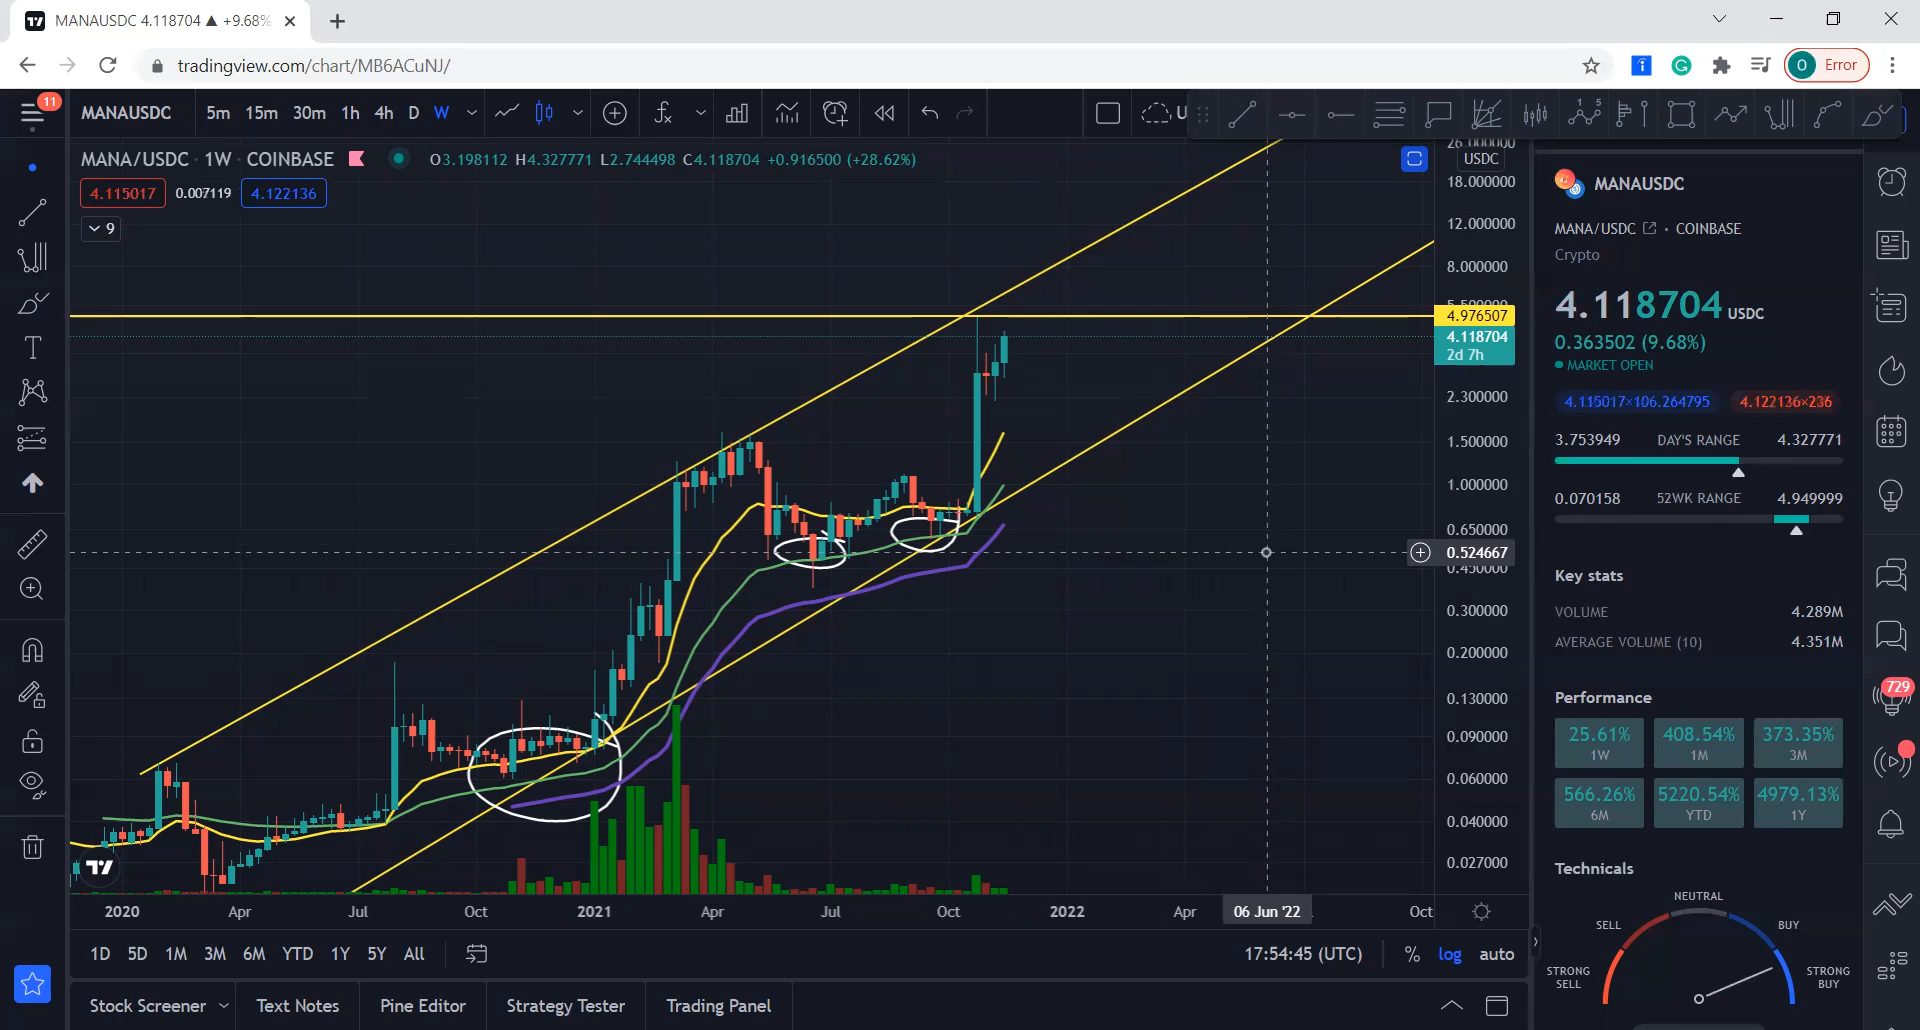 MANAUSDC 4.118704 ▲ +9.68%
tradingview.com/chart/MB6ACuNJ/
O Error
11
MANAUSDC 5m 15m 30m 1h 4h D W U
MANA/USDC · 1W · COINBASE O3.198112 H4.327771 L2.744498 C4.118704 +0.916500 (+28.62%)
4.115017 0.007119 4.122136
9
USDC
18.000000
12.000000
8.000000
4.976507
4.118704
2d 7h
2.300000
1.500000
1.000000
0.650000
0.524667
0.450000
0.300000
0.200000
0.130000
0.090000
0.060000
0.040000
0.027000
2020 Apr Jul Oct 2021 Apr Jul Oct 2022 Apr 06 Jun '22 Oct
1D 5D 1M 3M 6M YTD 1Y 5Y All
17:54:45 (UTC) % log auto
Stock Screener Text Notes Pine Editor Strategy Tester Trading Panel
MANAUSDC
MANA/USDC · COINBASE
Crypto
4.118704 USDC
0.363502 (9.68%)
MARKET OPEN
4.115017×106.264795 4.122136×236
3.753949 DAY'S RANGE 4.327771
0.070158 52WK RANGE 4.949999
Key stats
VOLUME 4.289M
AVERAGE VOLUME (10) 4.351M
Performance
25.61% 408.54% 373.35%
1W 1M 3M
566.26% 5220.54% 4979.13%
6M YTD 1Y
Technicals
NEUTRAL
SELL BUY
STRONG SELL STRONG BUY
729